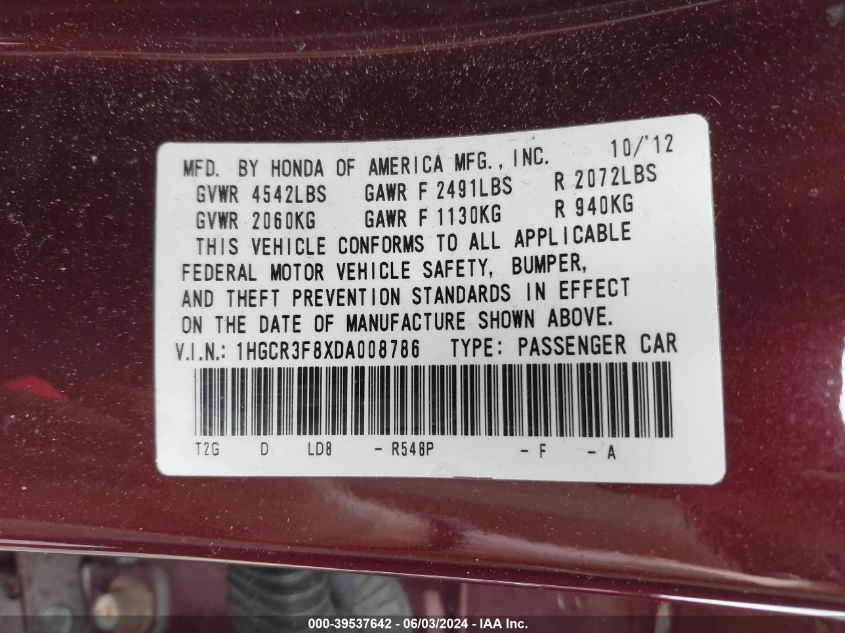 MFD. BY HONDA OF AMERICA MFG., INC. 10/'12
GVWR 4542LBS GAWR F 2491LBS R 2072LBS
GVWR 2060KG GAWR F 1130KG R 940KG
THIS VEHICLE CONFORMS TO ALL APPLICABLE
FEDERAL MOTOR VEHICLE SAFETY, BUMPER,
AND THEFT PREVENTION STANDARDS IN EFFECT
ON THE DATE OF MANUFACTURE SHOWN ABOVE.
V.I.N.: 1HGCR3F8XDA008786 TYPE: PASSENGER CAR
T2G D LD8 - R548P - F - A
000-39537642 - 06/03/2024 - IAA Inc.